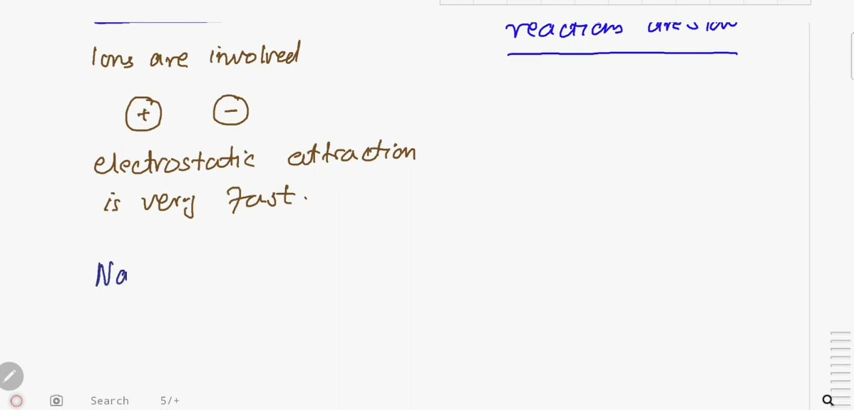 reactions are slow
Ions are involved
+ -
electrostatic attraction
is very fast.
Na
Search 5/+